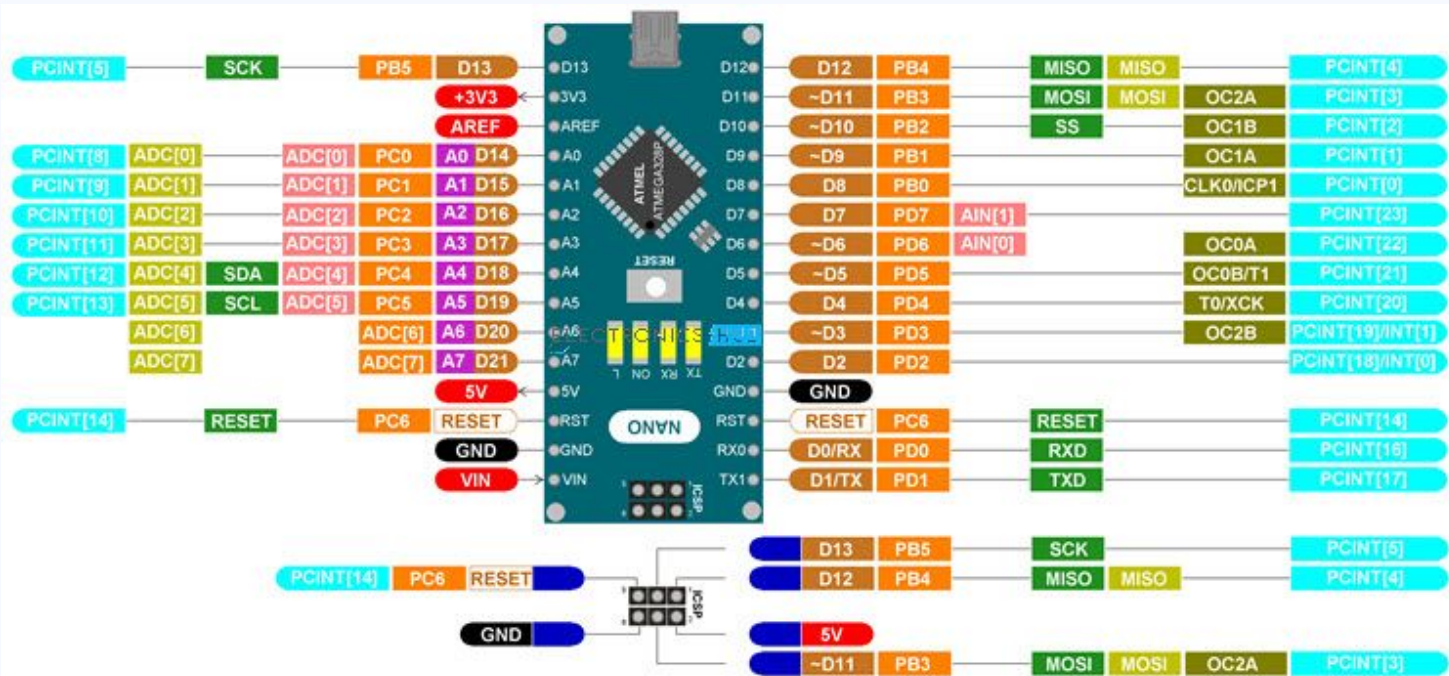 PCINT[5] SCK PB5 D13 D13 D12 D12 PB4 MISO MISO PCINT[4]
+3V3 3V3 D11 ~D11 PB3 MOSI MOSI OC2A PCINT[3]
AREF AREF D10 ~D10 PB2 SS OC1B PCINT[2]
PCINT[8] ADC[0] ADC[0] PC0 A0 D14 A0 D9 ~D9 PB1 OC1A PCINT[1]
PCINT[9] ADC[1] ADC[1] PC1 A1 D15 A1 D8 D8 PB0 CLK0/ICP1 PCINT[0]
ATMEL
ATMEGA328P
PCINT[10] ADC[2] ADC[2] PC2 A2 D16 A2 D7 D7 PD7 AIN[1] PCINT[23]
PCINT[11] ADC[3] ADC[3] PC3 A3 D17 A3 D6 ~D6 PD6 AIN[0] OC0A PCINT[22]
RESET
PCINT[12] ADC[4] SDA ADC[4] PC4 A4 D18 A4 D5 ~D5 PD5 OC0B/T1 PCINT[21]
PCINT[13] ADC[5] SCL ADC[5] PC5 A5 D19 A5 D4 D4 PD4 T0/XCK PCINT[20]
ADC[6] ADC[6] A6 D20 A6 ELECTRONICS HUB ~D3 PD3 OC2B PCINT[19]/INT[1]
ADC[7] ADC[7] A7 D21 A7 D2 D2 PD2 PCINT[18]/INT[0]
L ON RX TX
5V 5V GND GND
PCINT[14] RESET PC6 RESET RST NANO RST RESET PC6 RESET PCINT[14]
GND GND RX0 D0/RX PD0 RXD PCINT[16]
VIN VIN TX1 D1/TX PD1 TXD PCINT[17]
ICSP
D13 PB5 SCK PCINT[5]
PCINT[14] PC6 RESET D12 PB4 MISO MISO PCINT[4]
ICSP
GND 5V
~D11 PB3 MOSI MOSI OC2A PCINT[3]